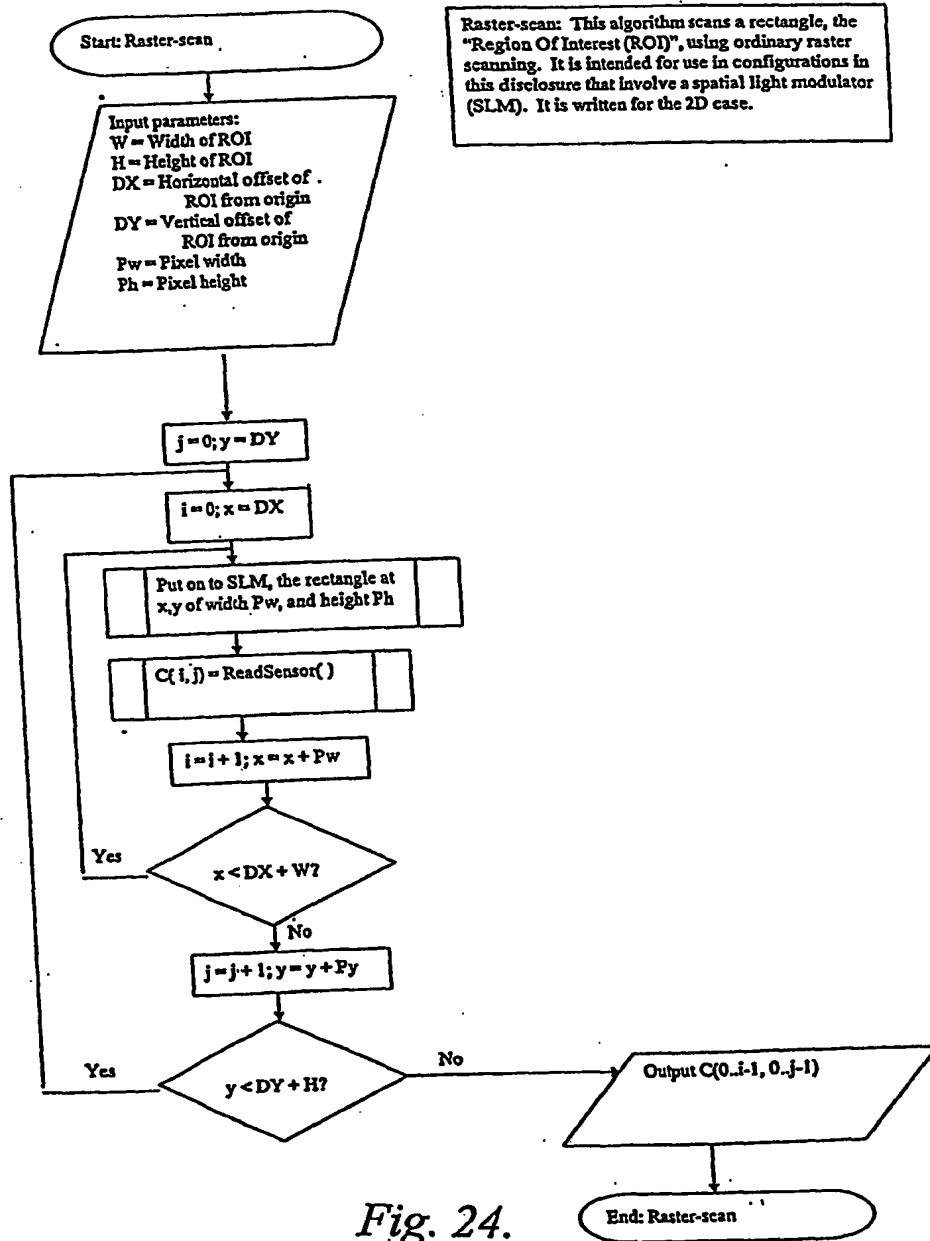 Start: Raster-scan
Raster-scan: This algorithm scans a rectangle, the
"Region Of Interest (ROI)", using ordinary raster
scanning. It is intended for use in configurations in
this disclosure that involve a spatial light modulator
(SLM). It is written for the 2D case.
Input parameters:
W = Width of ROI
H = Height of ROI
DX = Horizontal offset of
ROI from origin
DY = Vertical offset of
ROI from origin
Pw = Pixel width
Ph = Pixel height
j=0; y= DY
i=0; x= DX
Put on to SLM, the rectangle at
x,y of width Pw, and height Ph
C( i, j) = ReadSensor( )
i=i+1; x=x+Pw
x < DX + W?
Yes
No
j=j+1; y=y+Py
y < DY + H?
Yes
No
Output C(0..i-1, 0..j-1)
End: Raster-scan
Fig. 24.